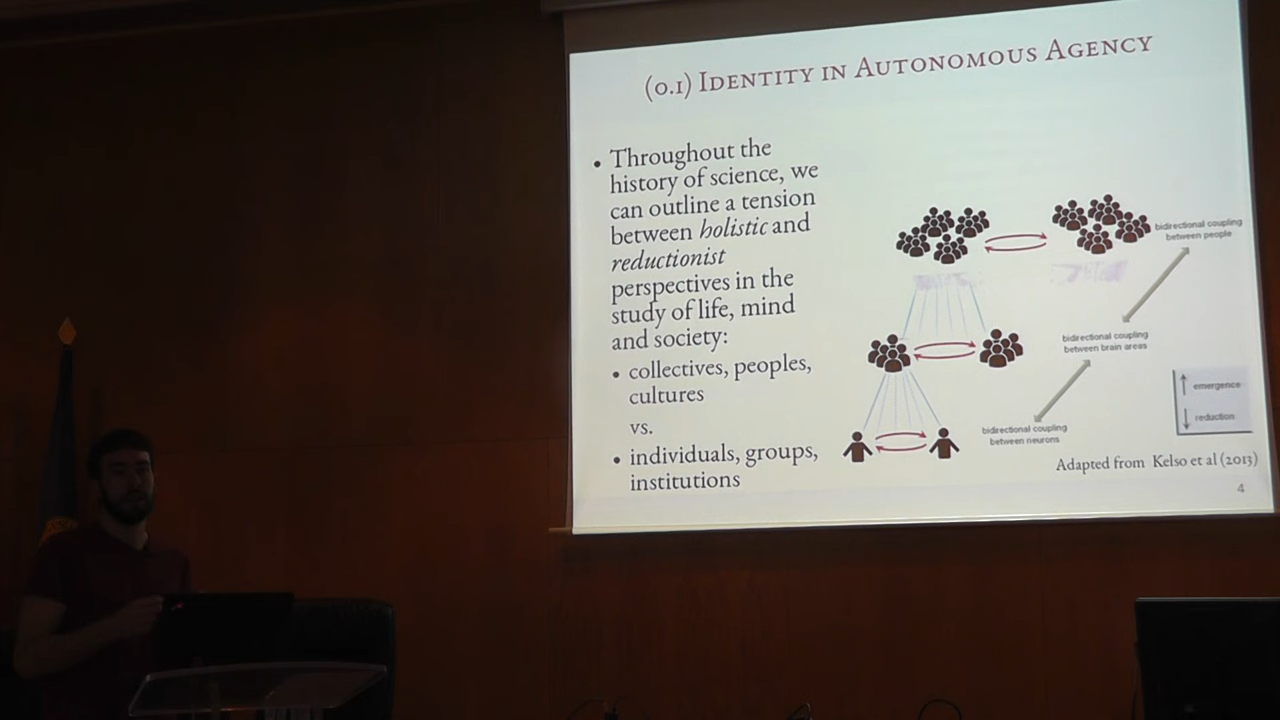 (0.1) Identity in Autonomous Agency
• Throughout the
history of science, we
can outline a tension
between holistic and
reductionist
perspectives in the
study of life, mind
and society:
• collectives, peoples,
cultures
vs.
• individuals, groups,
institutions
bidirectional coupling
between people
bidirectional coupling
between brain areas
bidirectional coupling
between neurons
emergence
reduction
Adapted from Kelso et al (2013)
4